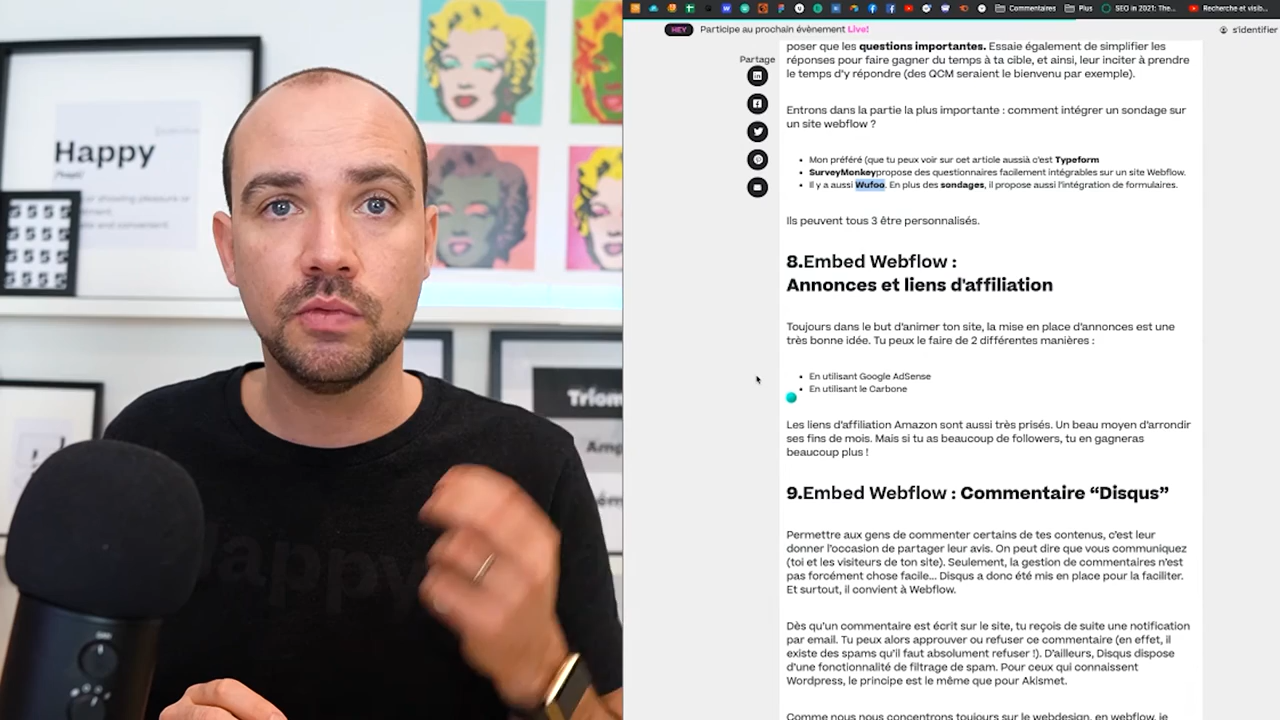 Happy
Triom
Amp
Happy
Commentaires
Plus
SEO in 2021: The...
Recherche et visib...
HEY
Participe au prochain évènement Live!
s'identifier
Partage
poser que les questions importantes. Essaie également de simplifier les
réponses pour faire gagner du temps à ta cible, et ainsi, leur inciter à prendre
le temps d'y répondre (des QCM seraient le bienvenu par exemple).
Entrons dans la partie la plus importante : comment intégrer un sondage sur
un site webflow ?
• Mon préféré (que tu peux voir sur cet article aussià c'est Typeform
• SurveyMonkeypropose des questionnaires facilement intégrables sur un site Webflow.
• Il y a aussi Wufoo. En plus des sondages, il propose aussi l'intégration de formulaires.
Ils peuvent tous 3 être personnalisés.
8.Embed Webflow :
Annonces et liens d'affiliation
Toujours dans le but d'animer ton site, la mise en place d'annonces est une
très bonne idée. Tu peux le faire de 2 différentes manières :
• En utilisant Google AdSense
• En utilisant le Carbone
Les liens d'affiliation Amazon sont aussi très prisés. Un beau moyen d'arrondir
ses fins de mois. Mais si tu as beaucoup de followers, tu en gagneras
beaucoup plus !
9.Embed Webflow : Commentaire “Disqus”
Permettre aux gens de commenter certains de tes contenus, c'est leur
donner l'occasion de partager leur avis. On peut dire que vous communiquez
(toi et les visiteurs de ton site). Seulement, la gestion de commentaires n'est
pas forcément chose facile... Disqus a donc été mis en place pour la faciliter.
Et surtout, il convient à Webflow.
Dès qu'un commentaire est écrit sur le site, tu reçois de suite une notification
par email. Tu peux alors approuver ou refuser ce commentaire (en effet, il
existe des spams qu'il faut absolument refuser !). D'ailleurs, Disqus dispose
d'une fonctionnalité de filtrage de spam. Pour ceux qui connaissent
Wordpress, le principe est le même que pour Akismet.
Comme nous nous concentrons toujours sur le webdesign, en webflow, je